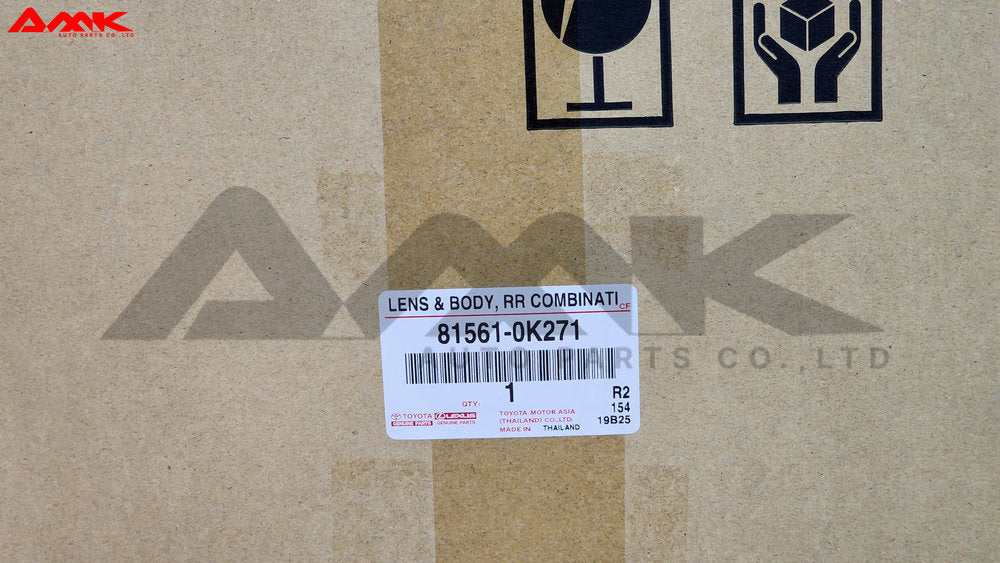 AMK
AUTO PARTS CO.,LTD
LENS & BODY, RR COMBINATI
CF
81561-0K271
AMK
AUTO PARTS CO.,LTD
QTY: 1
R2
154
19B25
TOYOTA LEXUS
GENUINE PARTS GENUINE PARTS
TOYOTA MOTOR ASIA
(THAILAND) CO.,LTD.
MADE IN THAILAND